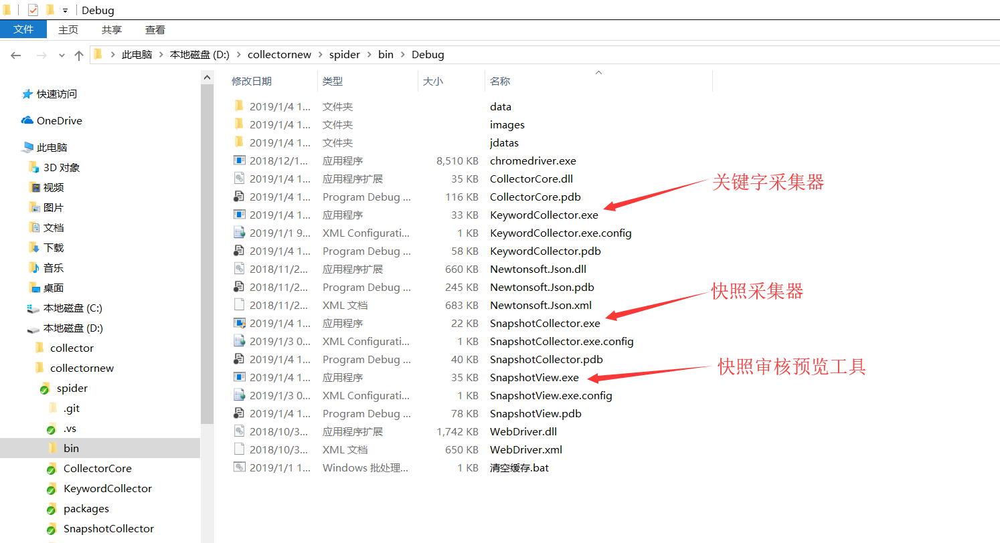 Debug
文件 主页 共享 查看
此电脑 本地磁盘 (D:) collectornew spider bin Debug
快速访问
OneDrive
此电脑
3D 对象
视频
图片
文档
下载
音乐
桌面
本地磁盘 (C:)
本地磁盘 (D:)
collector
collectornew
spider
.git
.vs
bin
CollectorCore
KeywordCollector
packages
SnapshotCollector
修改日期 类型 大小 名称
2019/1/4 1... 文件夹 data
2019/1/4 1... 文件夹 images
2019/1/4 1... 文件夹 jdatas
2018/12/1... 应用程序 8,510 KB chromedriver.exe
2019/1/4 1... 应用程序扩展 35 KB CollectorCore.dll
2019/1/4 1... Program Debug ... 116 KB CollectorCore.pdb
2019/1/4 1... 应用程序 33 KB KeywordCollector.exe
2019/1/1 9... XML Configurati... 1 KB KeywordCollector.exe.config
2019/1/4 1... Program Debug ... 58 KB KeywordCollector.pdb
2018/11/2... 应用程序扩展 660 KB Newtonsoft.Json.dll
2018/11/2... Program Debug ... 245 KB Newtonsoft.Json.pdb
2018/11/2... XML 文档 683 KB Newtonsoft.Json.xml
2019/1/4 1... 应用程序 22 KB SnapshotCollector.exe
2019/1/3 0... XML Configurati... 1 KB SnapshotCollector.exe.config
2019/1/4 1... Program Debug ... 40 KB SnapshotCollector.pdb
2019/1/4 1... 应用程序 35 KB SnapshotView.exe
2019/1/3 0... XML Configurati... 1 KB SnapshotView.exe.config
2019/1/4 1... Program Debug ... 78 KB SnapshotView.pdb
2018/10/3... 应用程序扩展 1,742 KB WebDriver.dll
2018/10/3... XML 文档 650 KB WebDriver.xml
2019/1/1 1... Windows 批处理... 1 KB 清空缓存.bat
关键字采集器
快照采集器
快照审核预览工具